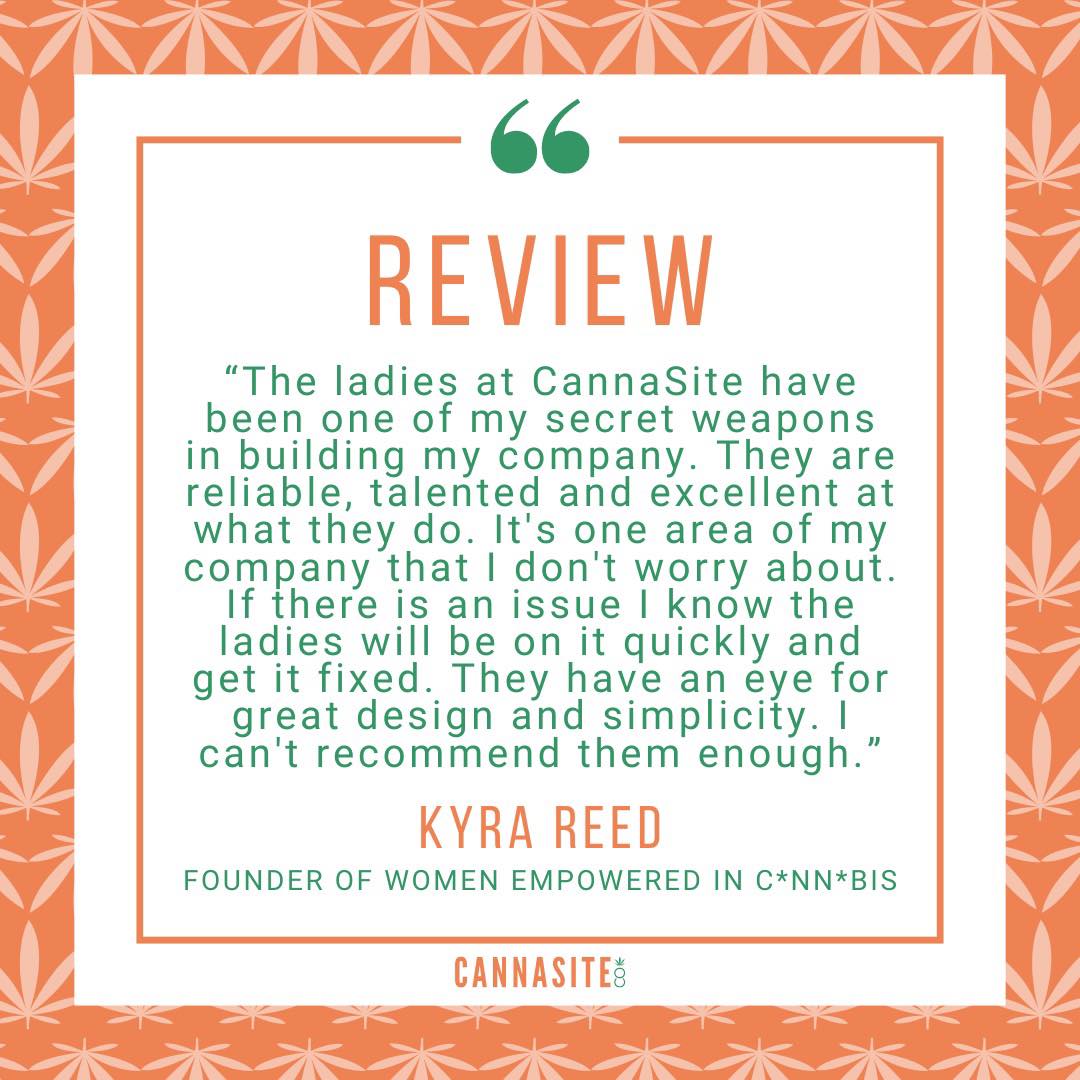 REVIEW
“The ladies at CannaSite have
been one of my secret weapons
in building my company. They are
reliable, talented and excellent at
what they do. It's one area of my
company that I don't worry about.
If there is an issue I know the
ladies will be on it quickly and
get it fixed. They have an eye for
great design and simplicity. I
can't recommend them enough.”
KYRA REED
FOUNDER OF WOMEN EMPOWERED IN C*NN*BIS
CANNASITE CO